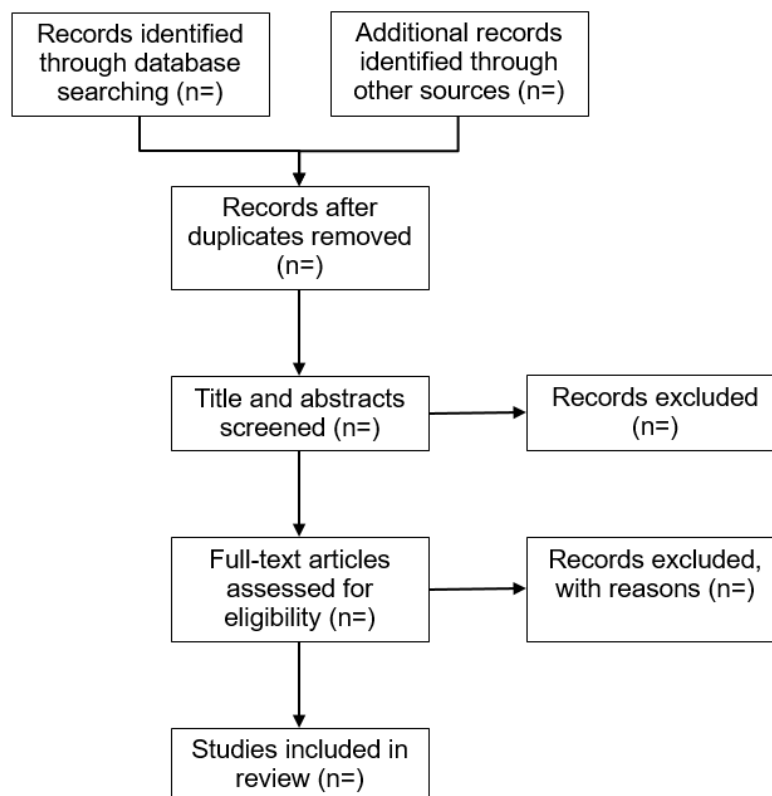 Records identified
through database
searching (n=)
Additional records
identified through
other sources (n=)
Records after
duplicates removed
(n=)
Title and abstracts
screened (n=)
Records excluded
(n=)
Full-text articles
assessed for
eligibility (n=)
Records excluded,
with reasons (n=)
Studies included in
review (n=)